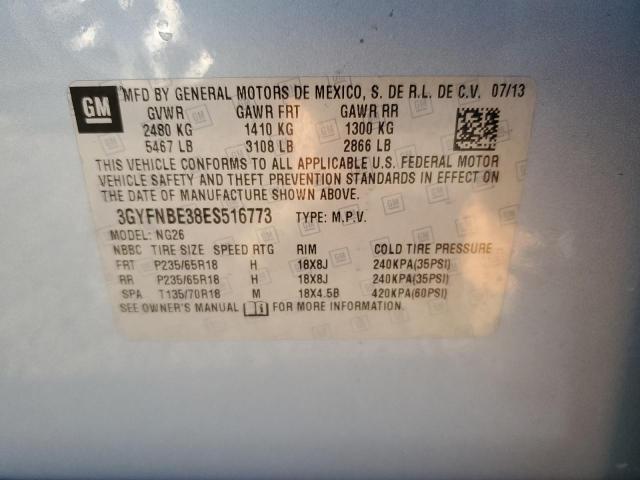 GM
MFD BY GENERAL MOTORS DE MEXICO, S. DE R.L. DE C.V. 07/13
GVWR GAWR FRT GAWR RR
2480 KG 1410 KG 1300 KG
5467 LB 3108 LB 2866 LB
THIS VEHICLE CONFORMS TO ALL APPLICABLE U.S. FEDERAL MOTOR
VEHICLE SAFETY AND THEFT PREVENTION STANDARDS IN EFFECT ON
THE DATE OF MANUFACTURE SHOWN ABOVE.
3GYFNBE38ES516773 TYPE: M.P.V.
MODEL: NG26
NBBC TIRE SIZE SPEED RTG RIM COLD TIRE PRESSURE
FRT P235/65R18 H 18X8J 240KPA(35PSI)
RR P235/65R18 H 18X8J 240KPA(35PSI)
SPA T135/70R18 M 18X4.5B 420KPA(60PSI)
SEE OWNER'S MANUAL FOR MORE INFORMATION